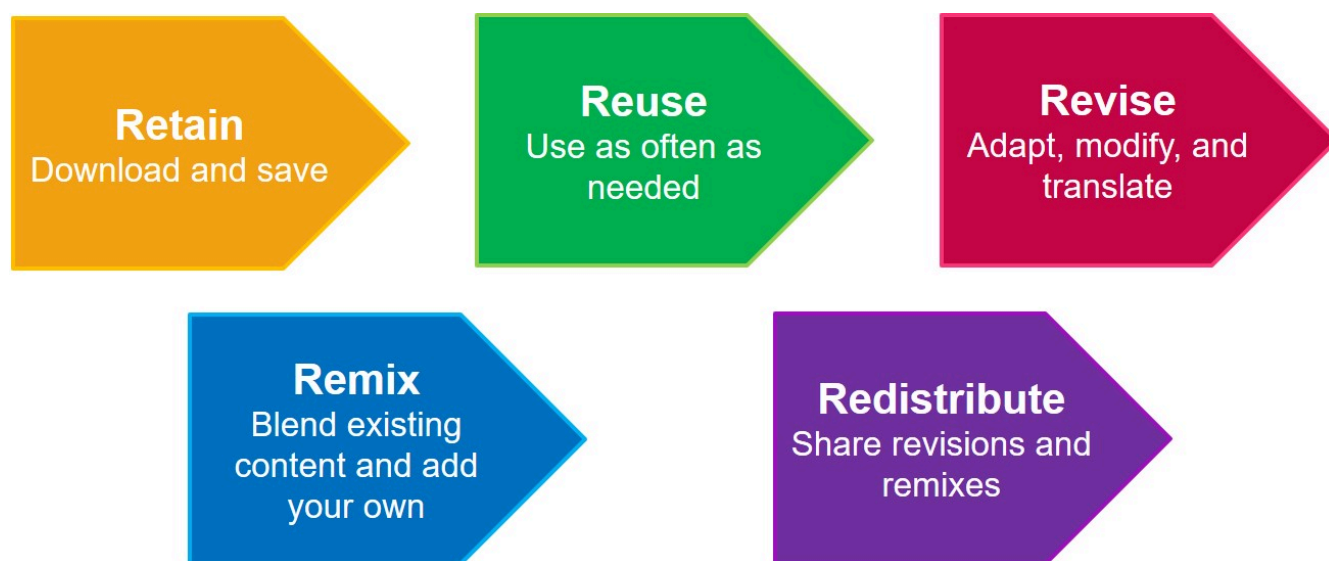 Retain
Download and save
Reuse
Use as often as
needed
Revise
Adapt, modify, and
translate
Remix
Blend existing
content and add
your own
Redistribute
Share revisions and
remixes